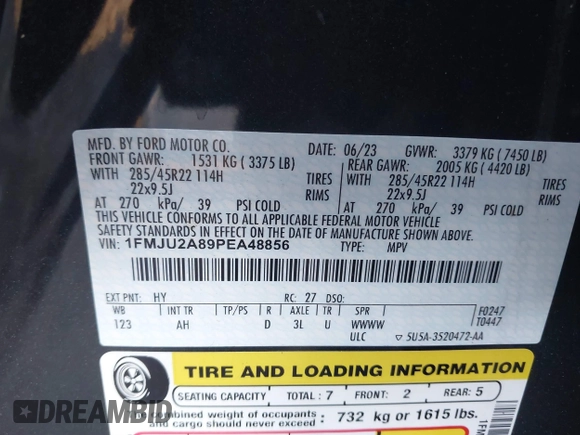 MFD. BY FORD MOTOR CO.
DATE: 06/23 GVWR: 3379 KG (7450 LB)
FRONT GAWR: 1531 KG (3375 LB) REAR GAWR: 2005 KG (4420 LB)
WITH 285/45R22 114H TIRES WITH 285/45R22 114H TIRES
22x9.5J RIMS 22x9.5J RIMS
AT 270 kPa/ 39 PSI COLD AT 270 kPa/ 39 PSI COLD
THIS VEHICLE CONFORMS TO ALL APPLICABLE FEDERAL MOTOR VEHICLE
SAFETY STANDARDS IN EFFECT ON THE DATE OF MANUFACTURE SHOWN ABOVE.
VIN: 1FMJU2A89PEA48856 TYPE: MPV
EXT PNT: HY RC: 27 DSO:
WB INT TR TP/PS R AXLE TR SPR F0247
123 AH D 3L U WWWW T0447
ULC ▽ 5U5A-3520472-AA
TIRE AND LOADING INFORMATION
SEATING CAPACITY TOTAL: 7 FRONT: 2 REAR: 5
combined weight of occupants
and cargo should never exceed 732 kg or 1615 lbs.
1FM
DREAMBID